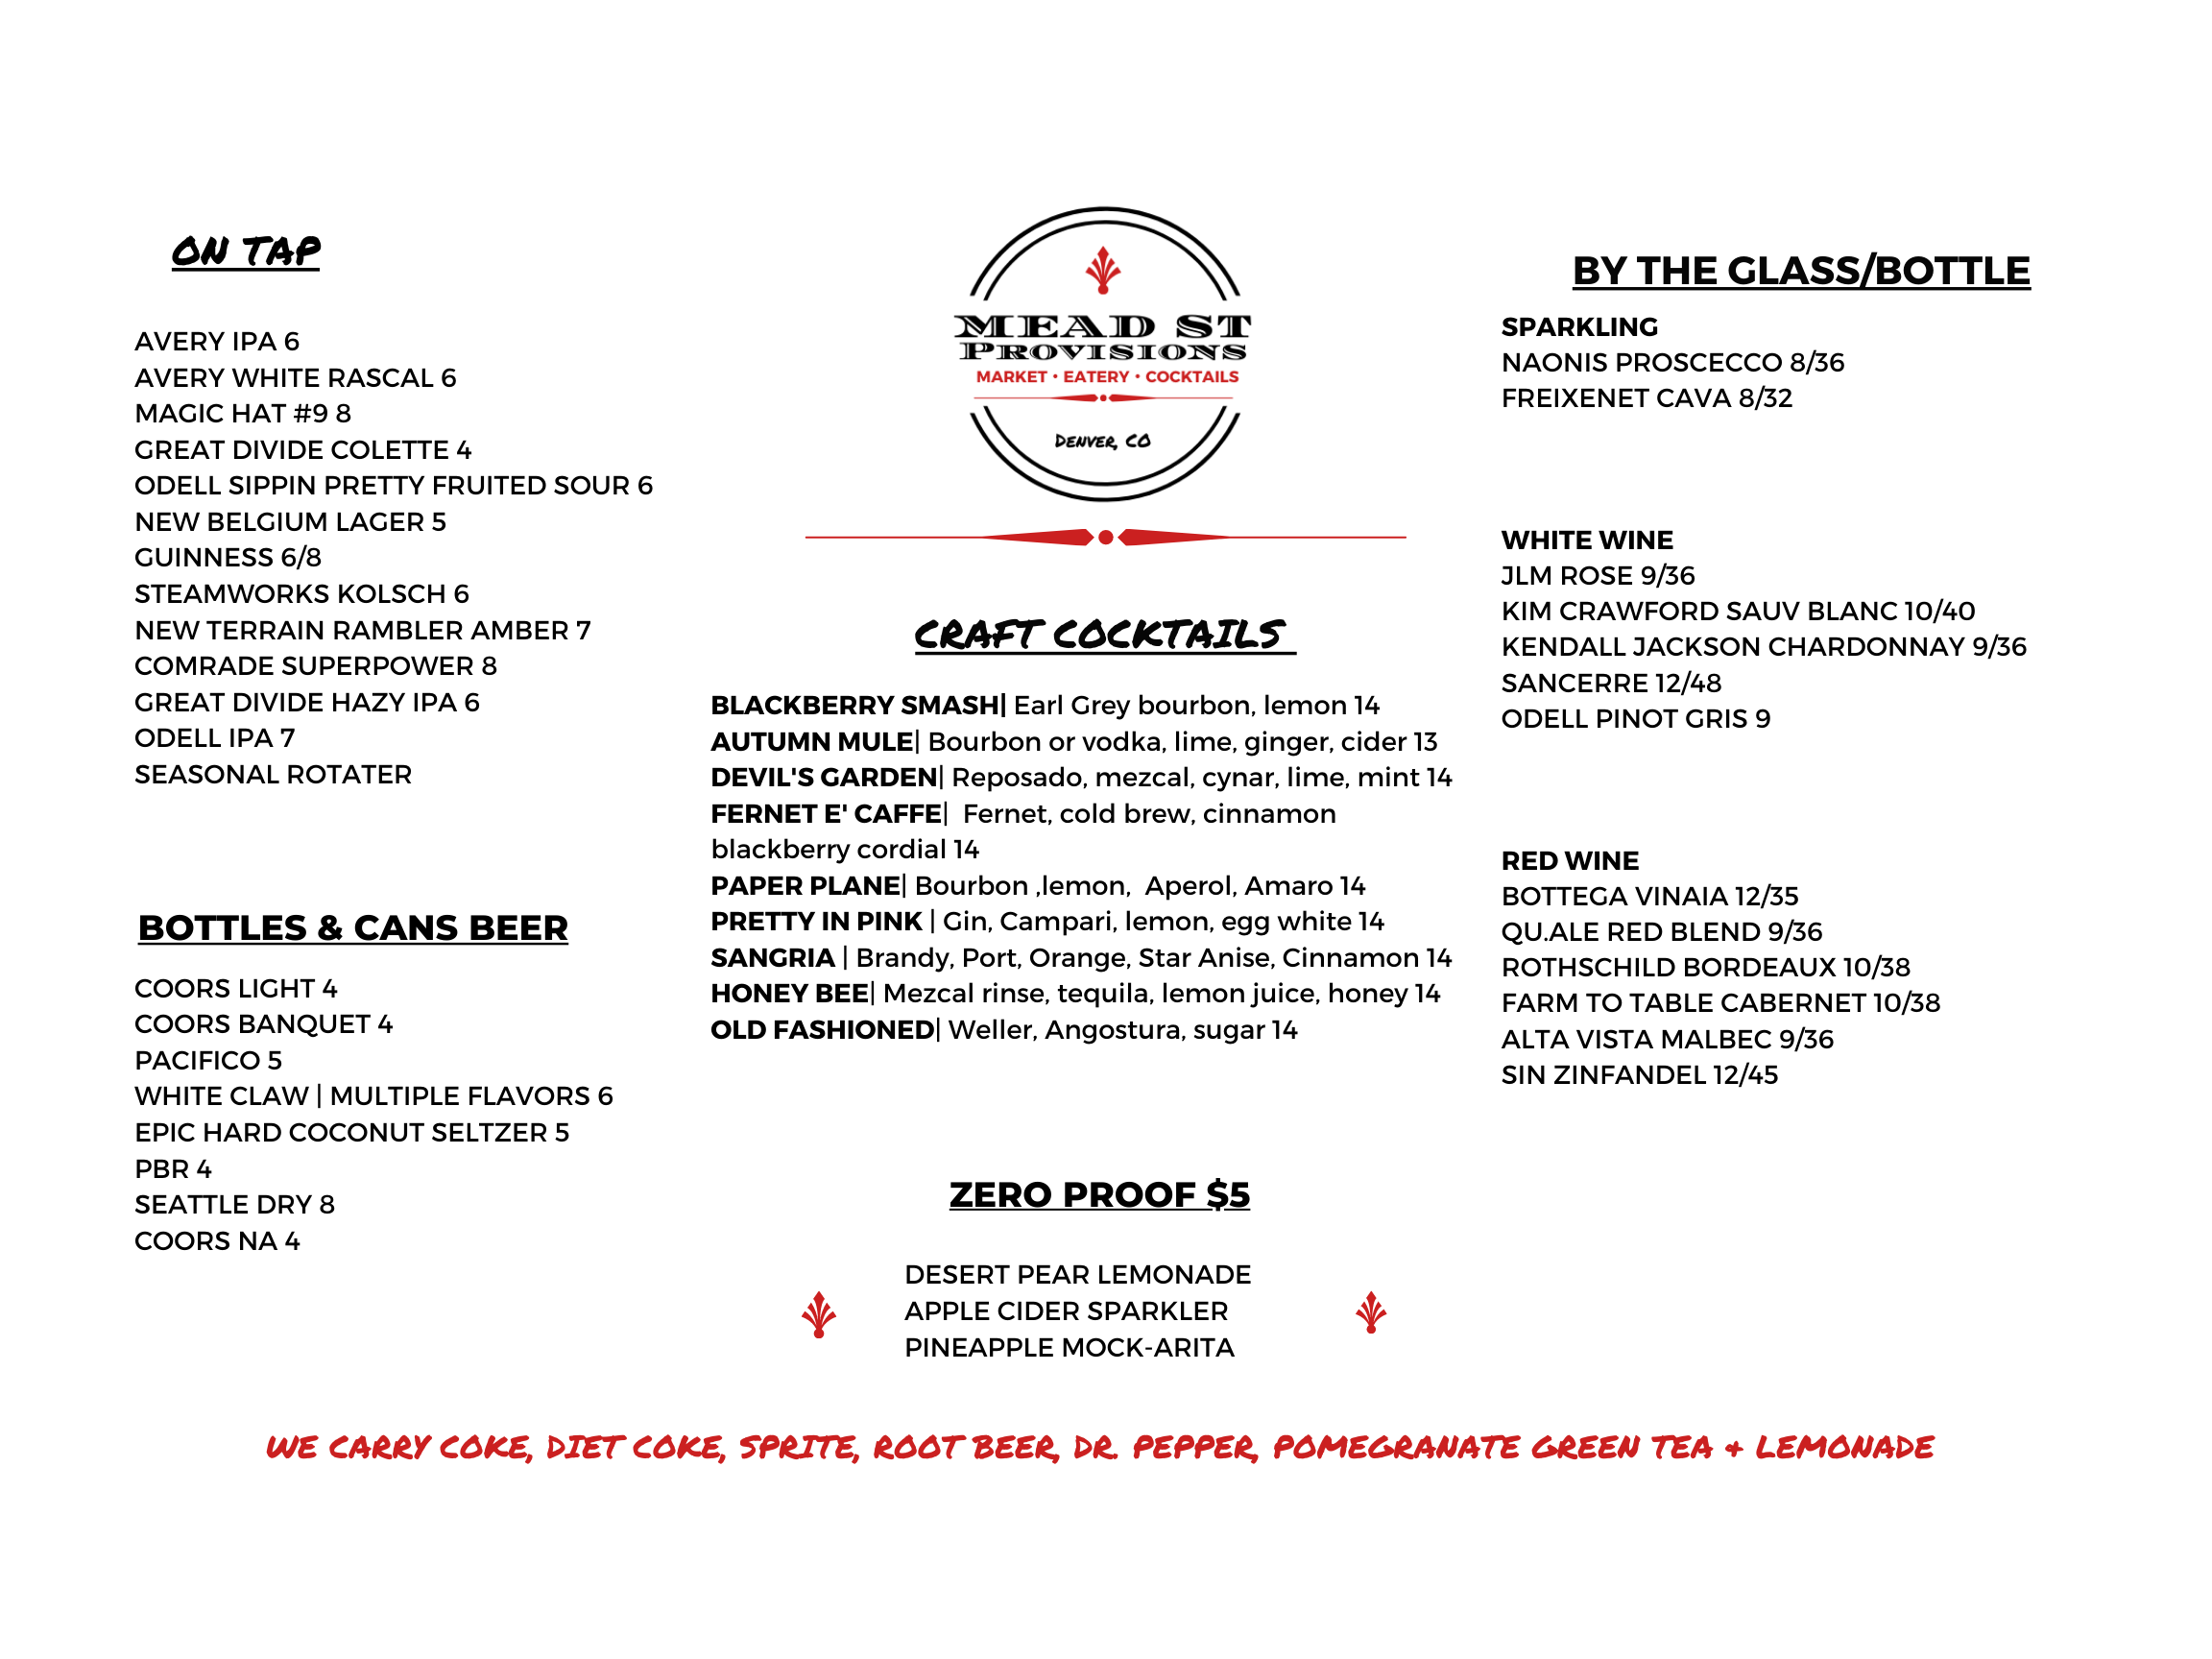 ON TAP
AVERY IPA 6
AVERY WHITE RASCAL 6
MAGIC HAT #9 8
GREAT DIVIDE COLETTE 4
ODELL SIPPIN PRETTY FRUITED SOUR 6
NEW BELGIUM LAGER 5
GUINNESS 6/8
STEAMWORKS KOLSCH 6
NEW TERRAIN RAMBLER AMBER 7
COMRADE SUPERPOWER 8
GREAT DIVIDE HAZY IPA 6
ODELL IPA 7
SEASONAL ROTATER
BOTTLES & CANS BEER
COORS LIGHT 4
COORS BANQUET 4
PACIFICO 5
WHITE CLAW | MULTIPLE FLAVORS 6
EPIC HARD COCONUT SELTZER 5
PBR 4
SEATTLE DRY 8
COORS NA 4
MEAD ST
PROVISIONS
MARKET • EATERY • COCKTAILS
DENVER, CO
CRAFT COCKTAILS
BLACKBERRY SMASH| Earl Grey bourbon, lemon 14
AUTUMN MULE| Bourbon or vodka, lime, ginger, cider 13
DEVIL'S GARDEN| Reposado, mezcal, cynar, lime, mint 14
FERNET E' CAFFE|  Fernet, cold brew, cinnamon
blackberry cordial 14
PAPER PLANE| Bourbon ,lemon,  Aperol, Amaro 14
PRETTY IN PINK | Gin, Campari, lemon, egg white 14
SANGRIA | Brandy, Port, Orange, Star Anise, Cinnamon 14
HONEY BEE| Mezcal rinse, tequila, lemon juice, honey 14
OLD FASHIONED| Weller, Angostura, sugar 14
ZERO PROOF $5
DESERT PEAR LEMONADE
APPLE CIDER SPARKLER
PINEAPPLE MOCK-ARITA
BY THE GLASS/BOTTLE
SPARKLING
NAONIS PROSCECCO 8/36
FREIXENET CAVA 8/32
WHITE WINE
JLM ROSE 9/36
KIM CRAWFORD SAUV BLANC 10/40
KENDALL JACKSON CHARDONNAY 9/36
SANCERRE 12/48
ODELL PINOT GRIS 9
RED WINE
BOTTEGA VINAIA 12/35
QU.ALE RED BLEND 9/36
ROTHSCHILD BORDEAUX 10/38
FARM TO TABLE CABERNET 10/38
ALTA VISTA MALBEC 9/36
SIN ZINFANDEL 12/45
WE CARRY COKE, DIET COKE, SPRITE, ROOT BEER, DR. PEPPER, POMEGRANATE GREEN TEA + LEMONADE